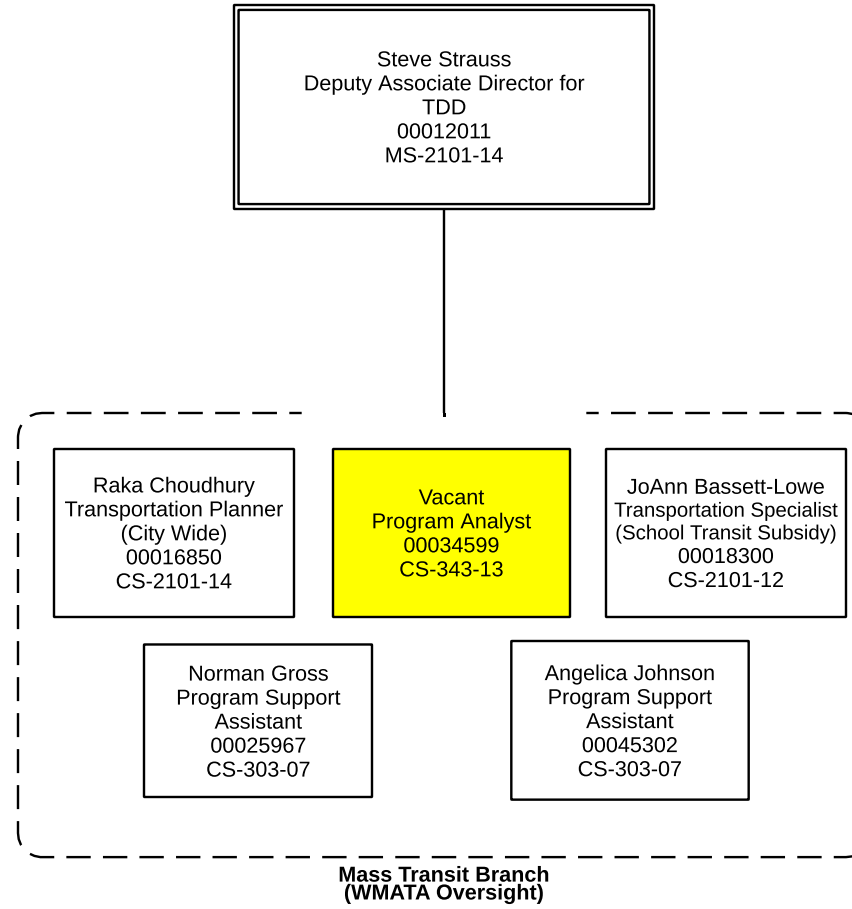 Steve Strauss
Deputy Associate Director for
TDD
00012011
MS-2101-14
Raka Choudhury
Transportation Planner
(City Wide)
00016850
CS-2101-14
Vacant
Program Analyst
00034599
CS-343-13
JoAnn Bassett-Lowe
Transportation Specialist
(School Transit Subsidy)
00018300
CS-2101-12
Norman Gross
Program Support
Assistant
00025967
CS-303-07
Angelica Johnson
Program Support
Assistant
00045302
CS-303-07
Mass Transit Branch
(WMATA Oversight)